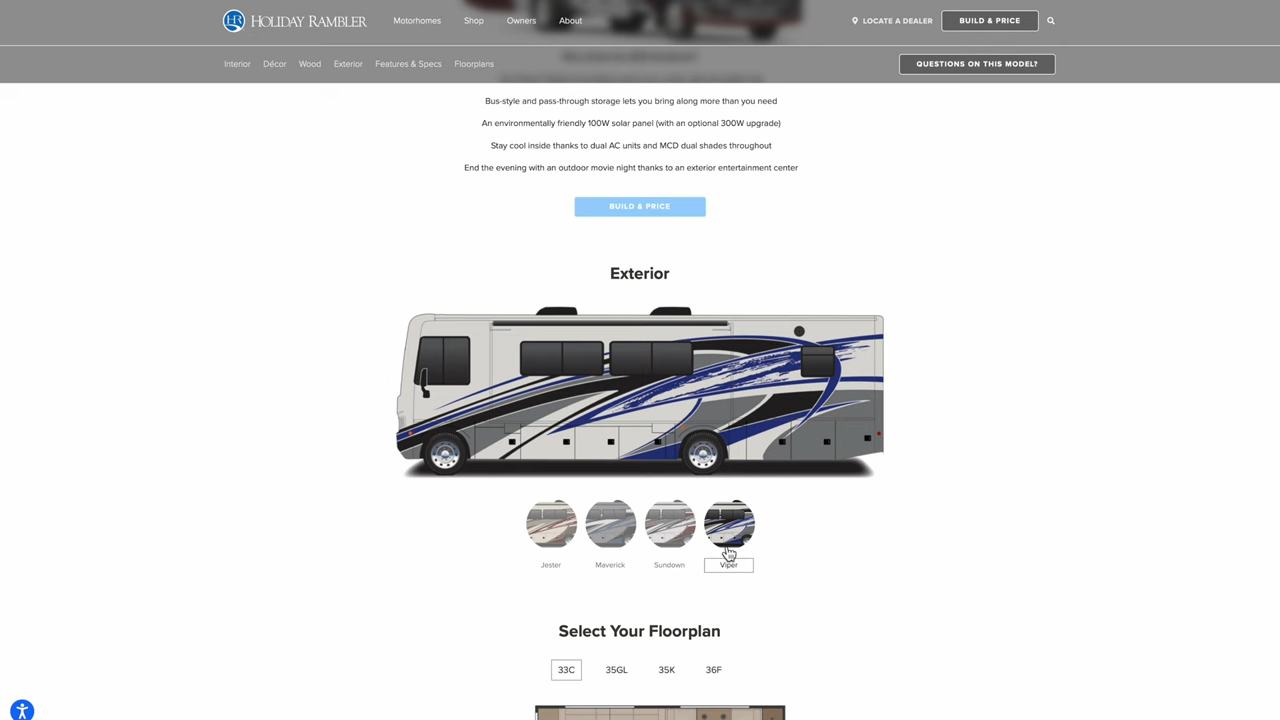 HR HOLIDAY RAMBLER Motorhomes Shop Owners About LOCATE A DEALER BUILD & PRICE
Interior Décor Wood Exterior Features & Specs Floorplans QUESTIONS ON THIS MODEL?
Bus-style and pass-through storage lets you bring along more than you need
An environmentally friendly 100W solar panel (with an optional 300W upgrade)
Stay cool inside thanks to dual AC units and MCD dual shades throughout
End the evening with an outdoor movie night thanks to an exterior entertainment center
BUILD & PRICE
Exterior
Jester Maverick Sundown Viper
Select Your Floorplan
33C 35GL 35K 36F